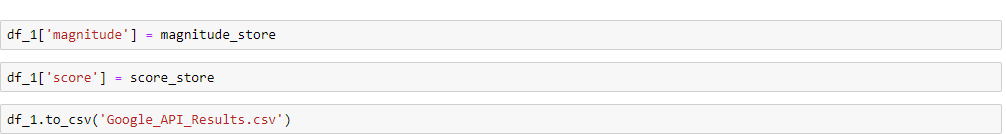 df_1['magnitude'] = magnitude_store
df_1['score'] = score_store
df_1.to_csv('Google_API_Results.csv')